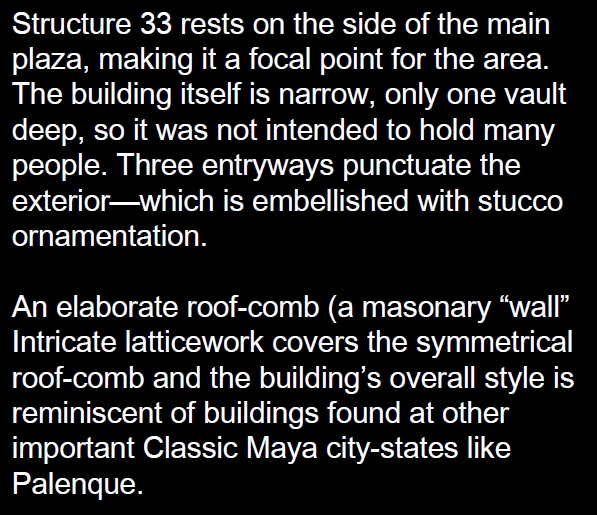 Structure 33 rests on the side of the main
plaza, making it a focal point for the area.
The building itself is narrow, only one vault
deep, so it was not intended to hold many
people. Three entryways punctuate the
exterior—which is embellished with stucco
ornamentation.
An elaborate roof-comb (a masonary “wall”
Intricate latticework covers the symmetrical
roof-comb and the building’s overall style is
reminiscent of buildings found at other
important Classic Maya city-states like
Palenque.